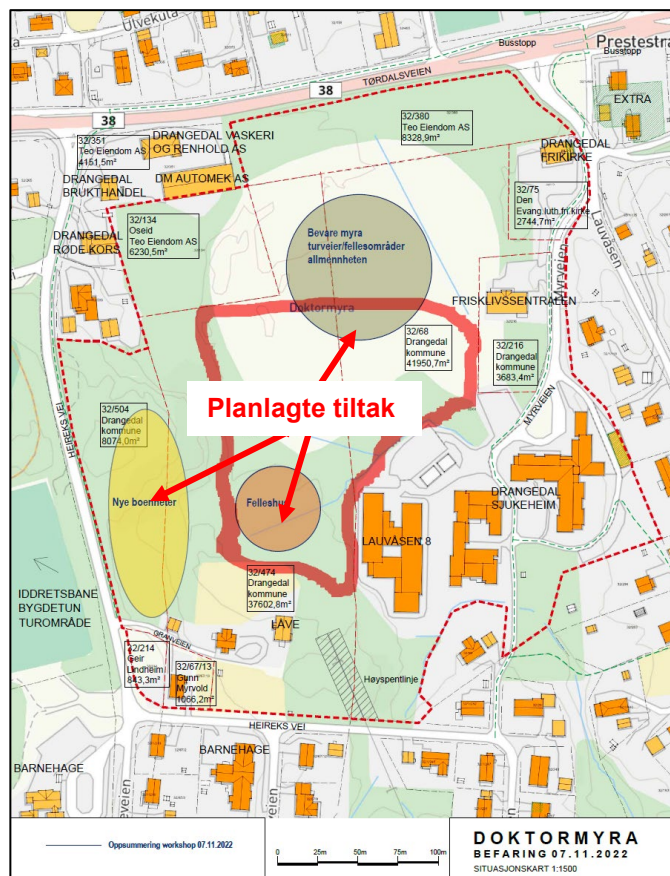 Utvekuta
Busstopp
Busstopp
Prestestra
38
TØRDALSVEIEN
38
EXTRA
32/351
Teo Eiendom AS
4151,5m²
DRANGEDAL VASKERI
OG RENHOLD AS
32/380
Teo Eiendom AS
8328,9m²
DRANGEDAL
FRIKIRKE
DRANGEDAL
BRUKTHANDEL
DM AUTOMEK AS
32/75
Den
Evang.luth.fri.kirke
2744,7m²
Lauvåsen
32/134
Oseid
Teo Eiendom AS
6230,5m²
DRANGEDAL
RØDE KORS
Bevare myra
turveier/fellesområder
allmennheten
Myrveien
FRISKLIVSSENTRALEN
Doktormyra
32/68
Drangedal
kommune
41950,7m²
32/216
Drangedal
kommune
3683,4m²
Planlagte tiltak
HEIREKS VEI
32/504
Drangedal
kommune
8074,0m²
MYRVEIEN
Nye boenheter
Felleshus
DRANGEDAL
SJUKEHEIM
LAUVÅSEN 8
IDDRETSBANE
BYGDETUN
TUROMRÅDE
32/474
Drangedal
kommune
37602,8m²
LÅVE
GRANVEIEN
32/214
Geir
Lindheim
843,3m²
32/67/13
Gunn
Myrvold
1066,2m²
Høyspentlinje
HEIREKS VEI
BARNEHAGE
BARNEHAGE
Oppsummering workshop 07.11.2022
0 25m 50m 75m 100m
DOKTORMYRA
BEFARING 07.11.2022
SITUASJONSKART 1:1500